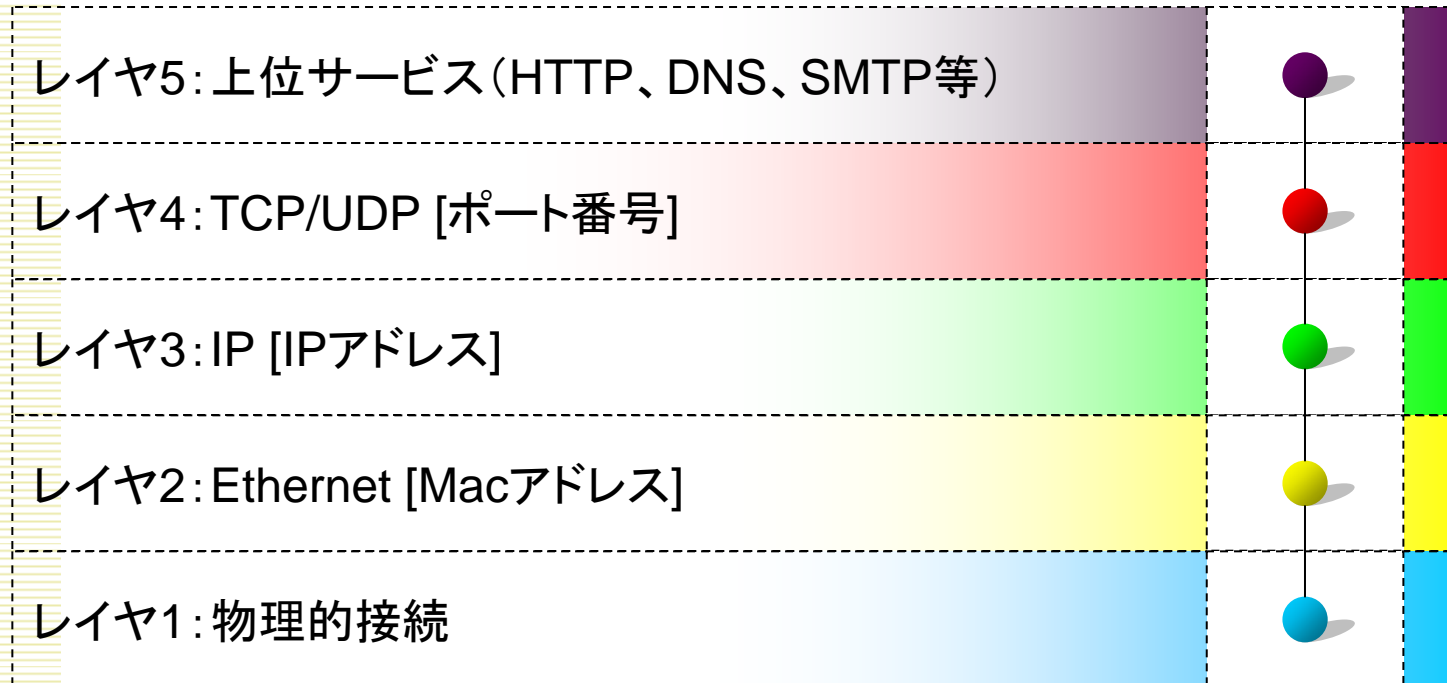 レイヤ5：上位サービス（HTTP、DNS、SMTP等）
レイヤ4：TCP/UDP [ポート番号]
レイヤ3：IP [IPアドレス]
レイヤ2：Ethernet [Macアドレス]
レイヤ1：物理的接続